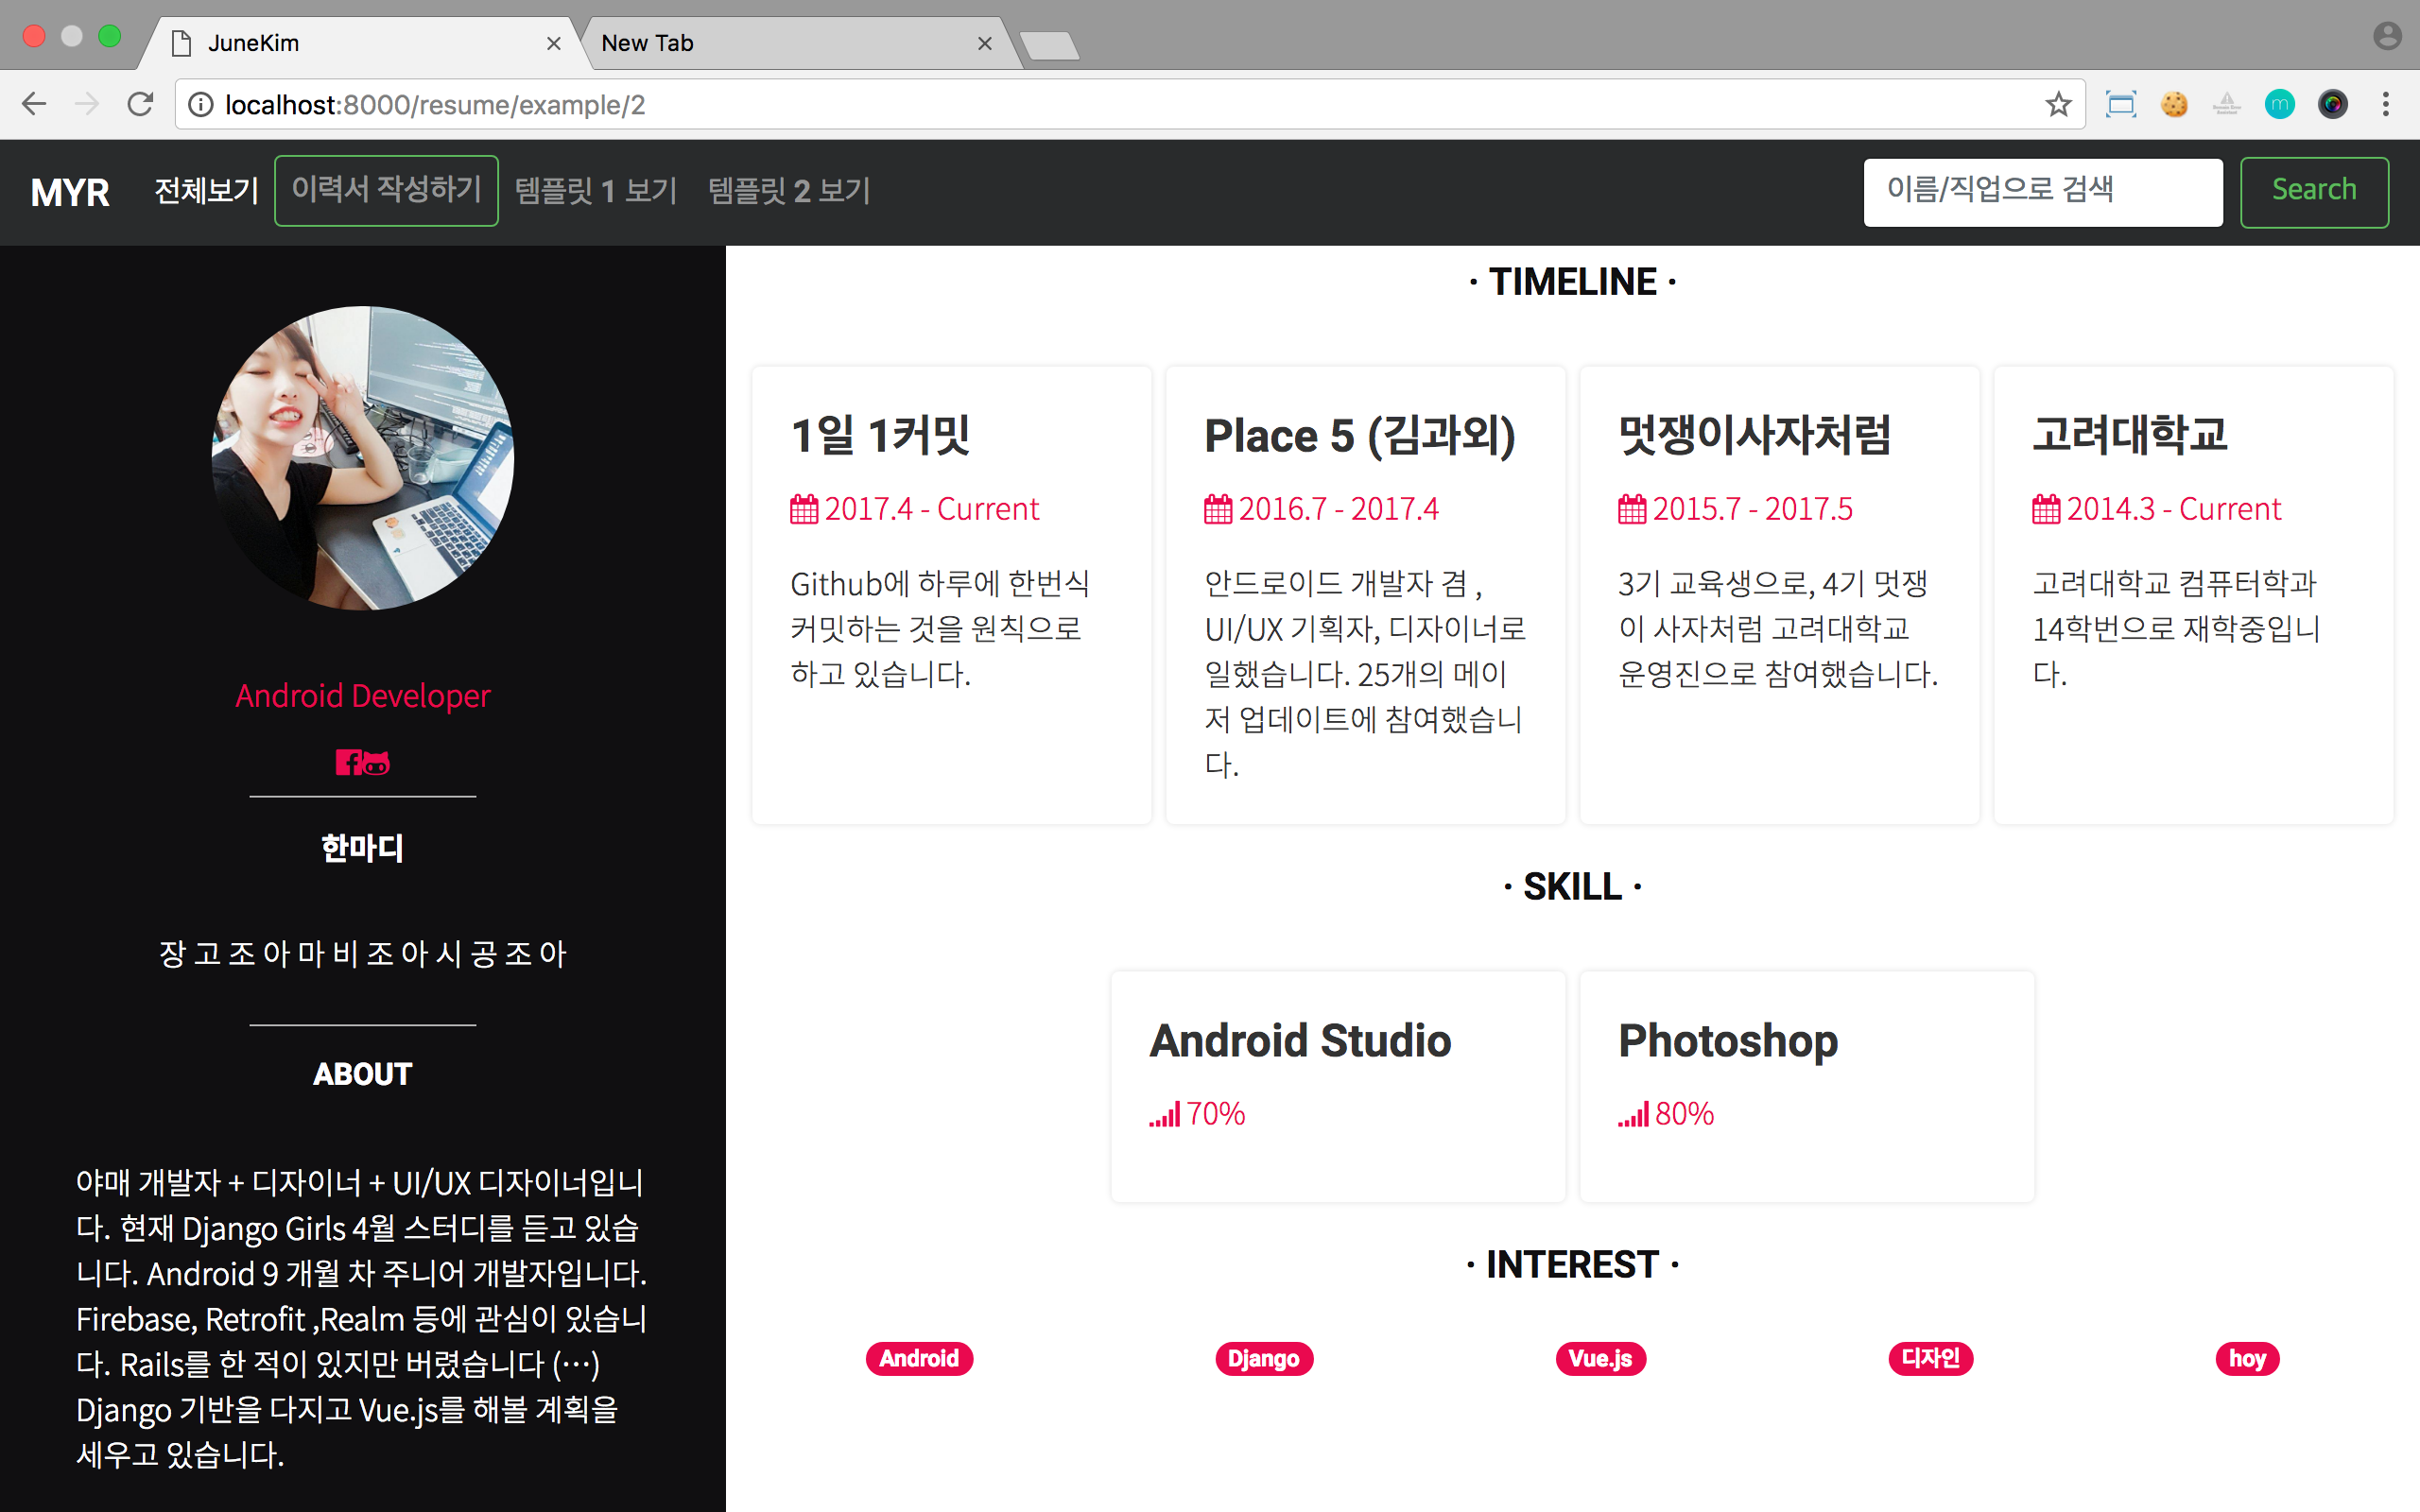 JuneKim
New Tab
localhost:8000/resume/example/2
MYR 전체보기 이력서 작성하기 템플릿 1 보기 템플릿 2 보기 이름/직업으로 검색 Search
Android Developer
한마디
장 고 조 아 마 비 조 아 시 공 조 아
ABOUT
야매 개발자 + 디자이너 + UI/UX 디자이너입니
다. 현재 Django Girls 4월 스터디를 듣고 있습
니다. Android 9 개월 차 주니어 개발자입니다.
Firebase, Retrofit ,Realm 등에 관심이 있습니
다. Rails를 한 적이 있지만 버렸습니다 (…)
Django 기반을 다지고 Vue.js를 해볼 계획을
세우고 있습니다.
· TIMELINE ·
1일 1커밋
2017.4 - Current
Github에 하루에 한번식
커밋하는 것을 원칙으로
하고 있습니다.
Place 5 (김과외)
2016.7 - 2017.4
안드로이드 개발자 겸 ,
UI/UX 기획자, 디자이너로
일했습니다. 25개의 메이
저 업데이트에 참여했습니
다.
멋쟁이사자처럼
2015.7 - 2017.5
3기 교육생으로, 4기 멋쟁
이 사자처럼 고려대학교
운영진으로 참여했습니다.
고려대학교
2014.3 - Current
고려대학교 컴퓨터학과
14학번으로 재학중입니
다.
· SKILL ·
Android Studio
70%
Photoshop
80%
· INTEREST ·
Android
Django
Vue.js
디자인
hoy